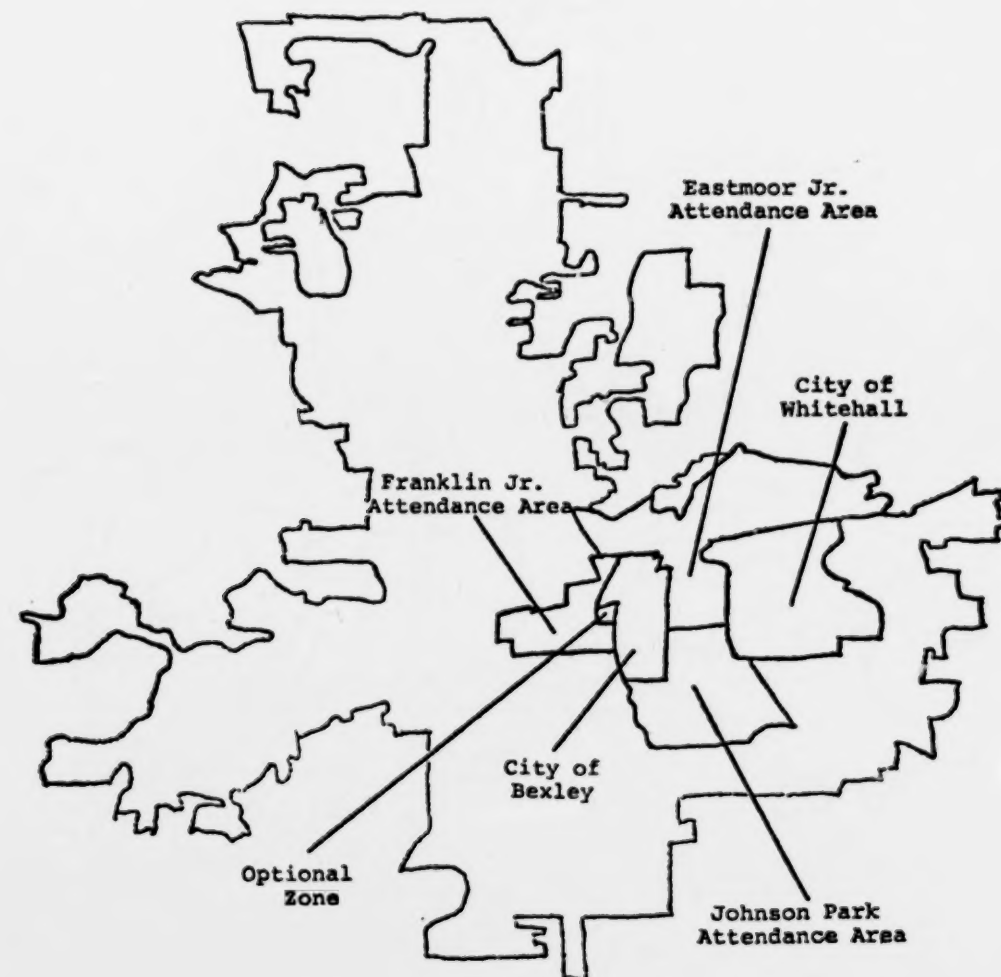 Eastmoor Jr.
Attendance Area
City of
Whitehall
Franklin Jr.
Attendance Area
City of
Bexley
Optional
Zone
Johnson Park
Attendance Area